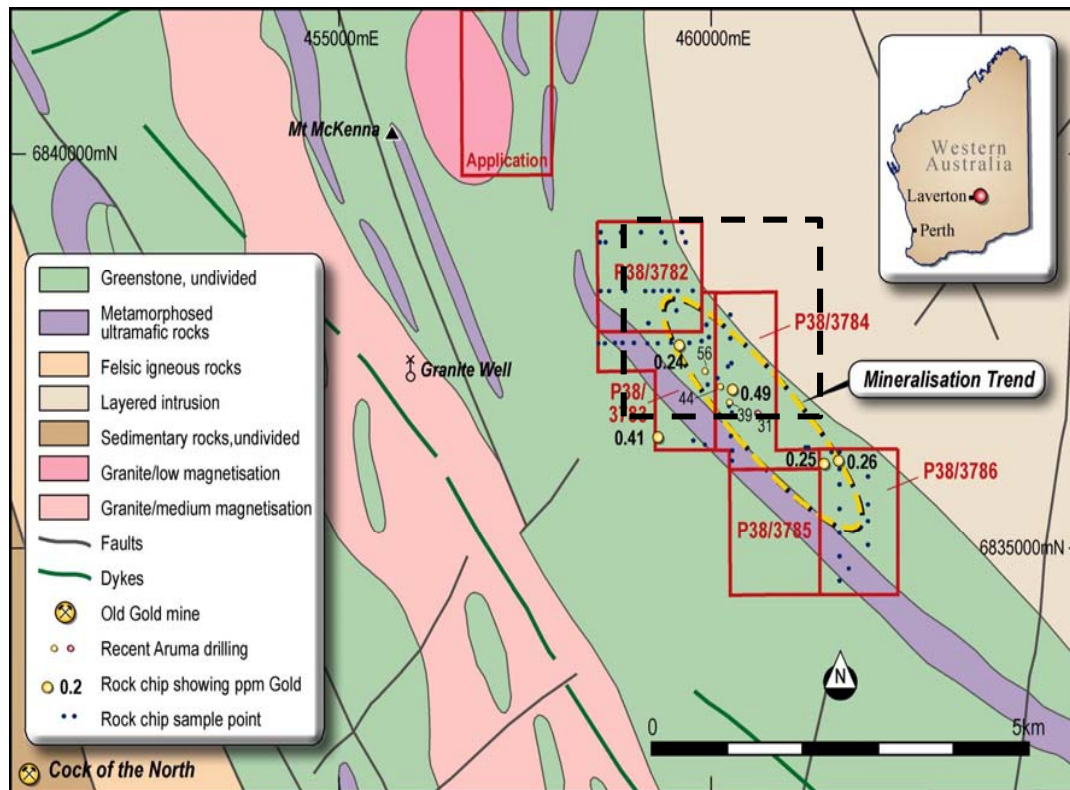 455000mE
460000mE
Mt McKenna
6840000mN
Application
Western
Australia
Laverton
Perth
P38/3782
P38/3784
Mineralisation Trend
Granite Well
0.24
56
44
0.49
P38/
3783
39
31
0.41
0.25
0.26
P38/3786
P38/3785
6835000mN
Greenstone, undivided
Metamorphosed
ultramafic rocks
Felsic igneous rocks
Layered intrusion
Sedimentary rocks,undivided
Granite/low magnetisation
Granite/medium magnetisation
Faults
Dykes
Old Gold mine
Recent Aruma drilling
0.2 Rock chip showing ppm Gold
Rock chip sample point
N
0 5km
Cock of the North